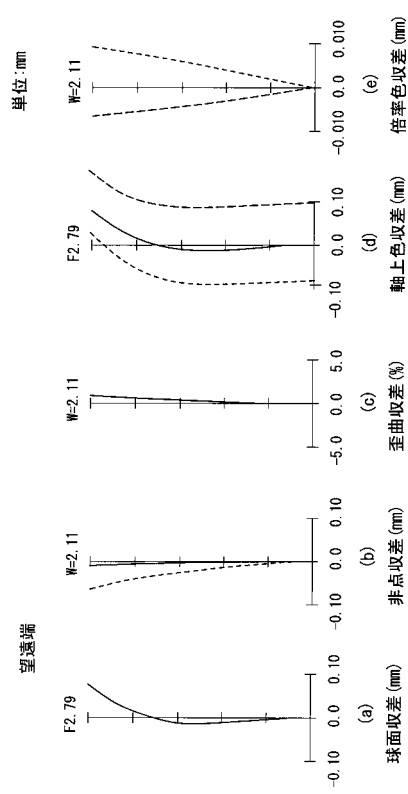 望遠端
単位:mm
F2.79
-0.10 0.0 0.10
(a)
球面収差(mm)
W=2.11
-0.10 0.0 0.10
(b)
非点収差(mm)
W=2.11
-5.0 0.0 5.0
(c)
歪曲収差(%)
F2.79
-0.10 0.0 0.10
(d)
軸上色収差(mm)
W=2.11
-0.010 0.0 0.010
(e)
倍率色収差(mm)